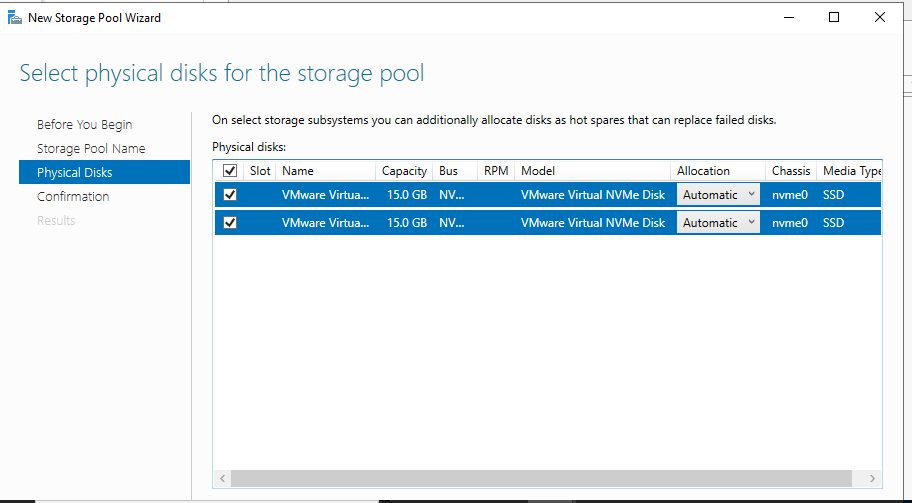 New Storage Pool Wizard
Select physical disks for the storage pool
Before You Begin
Storage Pool Name
Physical Disks
Confirmation
Results
On select storage subsystems you can additionally allocate disks as hot spares that can replace failed disks.
Physical disks:
Slot Name Capacity Bus RPM Model Allocation Chassis Media Type
VMware Virtua... 15.0 GB NV... VMware Virtual NVMe Disk Automatic nvme0 SSD
VMware Virtua... 15.0 GB NV... VMware Virtual NVMe Disk Automatic nvme0 SSD